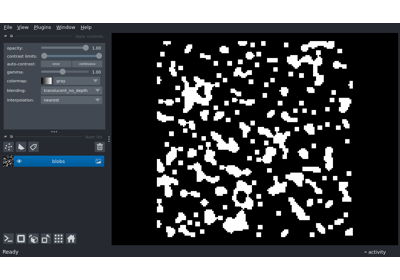 File View Plugins Window Help
opacity: 1.00
contrast limits:
auto-contrast: once continuous
gamma: 1.00
colormap: gray
blending: translucent_no_depth
interpolation: nearest
blobs
Ready
activity